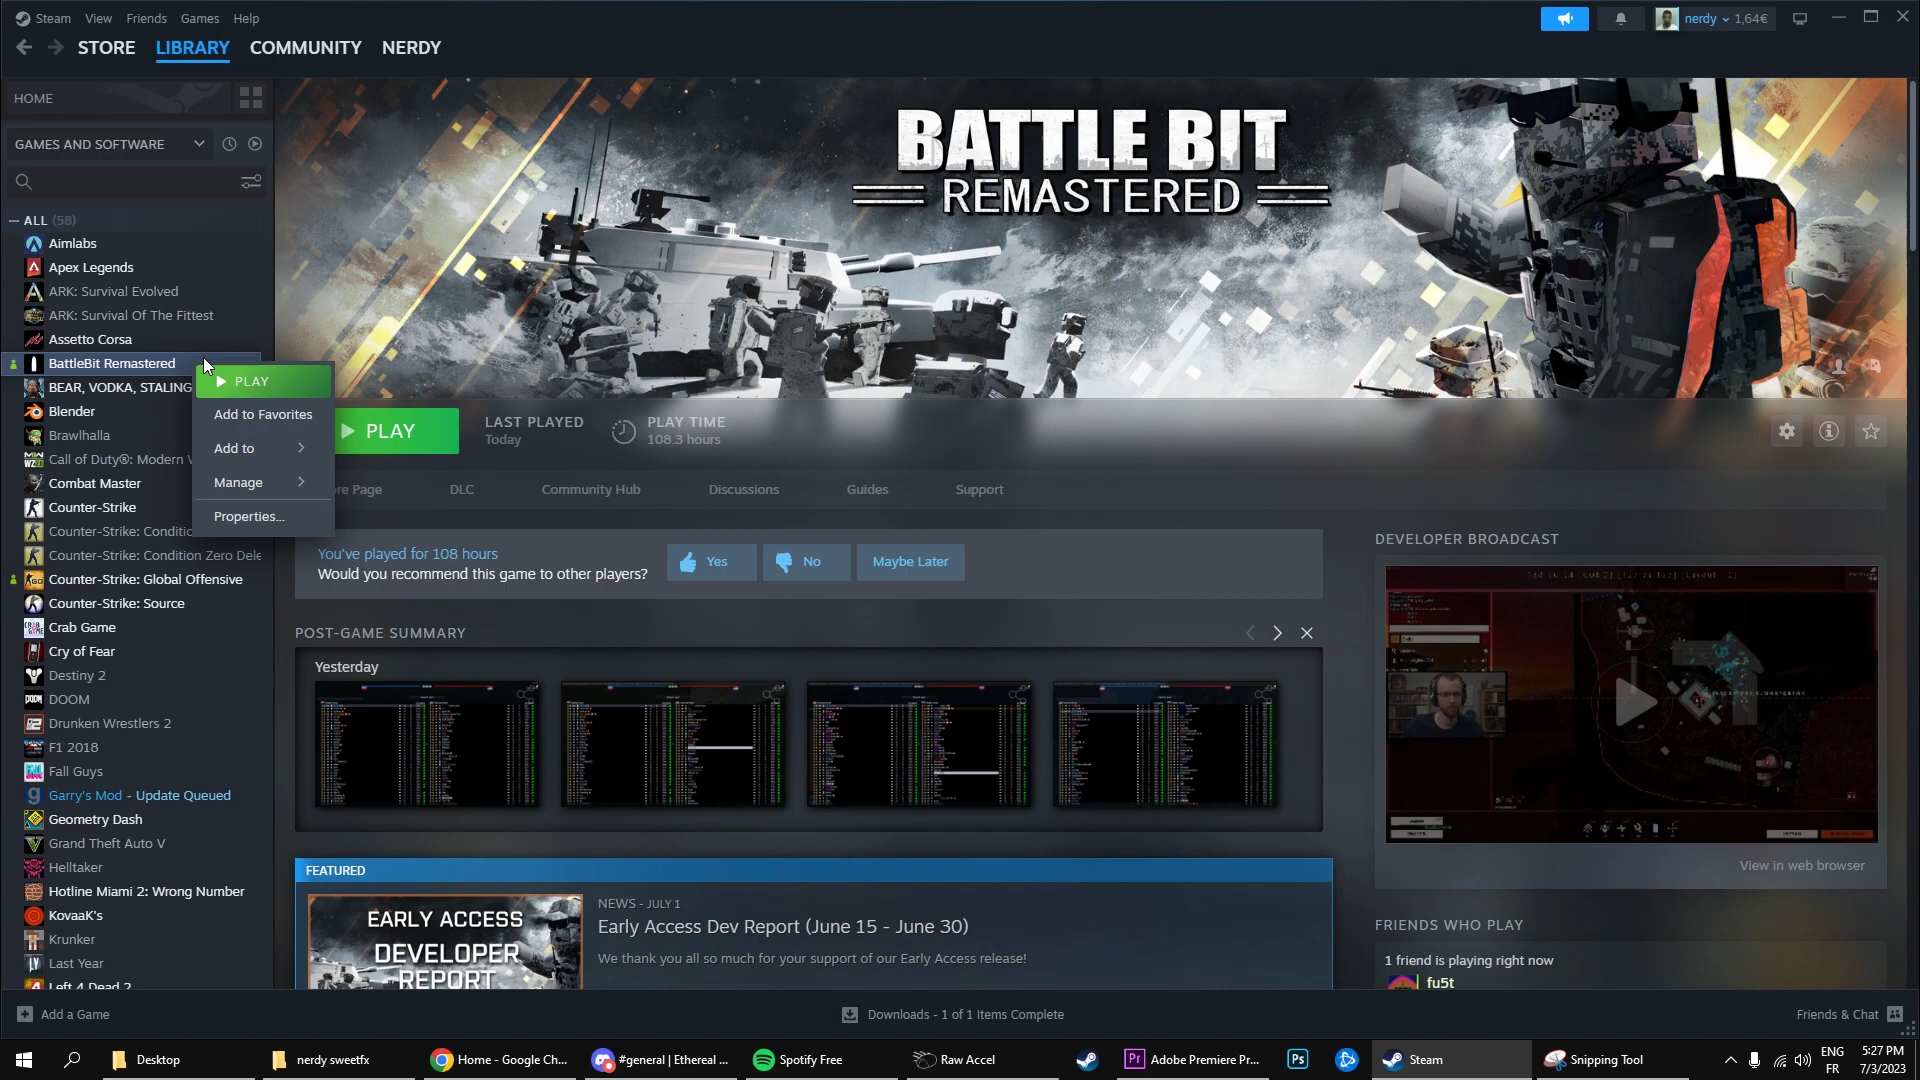 Steam View Friends Games Help
nerdy 1,64€
STORE LIBRARY COMMUNITY NERDY
HOME
GAMES AND SOFTWARE
ALL (58)
Aimlabs
Apex Legends
ARK: Survival Evolved
ARK: Survival Of The Fittest
Assetto Corsa
BattleBit Remastered
BEAR, VODKA, STALING
Blender
Brawlhalla
Call of Duty®: Modern W
Combat Master
Counter-Strike
Counter-Strike: Conditic
Counter-Strike: Condition Zero Dele
Counter-Strike: Global Offensive
Counter-Strike: Source
Crab Game
Cry of Fear
Destiny 2
DOOM
Drunken Wrestlers 2
F1 2018
Fall Guys
Garry's Mod - Update Queued
Geometry Dash
Grand Theft Auto V
Helltaker
Hotline Miami 2: Wrong Number
KovaaK's
Krunker
Last Year
Left 4 Dead 2
PLAY
Add to Favorites
Add to
Manage
Properties...
BATTLE BIT
REMASTERED
PLAY
LAST PLAYED
Today
PLAY TIME
108.3 hours
re Page DLC Community Hub Discussions Guides Support
You've played for 108 hours
Would you recommend this game to other players?
Yes No Maybe Later
POST-GAME SUMMARY
Yesterday
FEATURED
EARLY ACCESS
DEVELOPER
REPORT
NEWS - JULY 1
Early Access Dev Report (June 15 - June 30)
We thank you all so much for your support of our Early Access release!
DEVELOPER BROADCAST
View in web browser
FRIENDS WHO PLAY
1 friend is playing right now
fu5t
Add a Game
Downloads - 1 of 1 Items Complete
Friends & Chat
Desktop
nerdy sweetfx
Home - Google Ch...
#general | Ethereal ...
Spotify Free
Raw Accel
Pr Adobe Premiere Pr...
Ps
Steam
Snipping Tool
ENG
FR
5:27 PM
7/3/2023